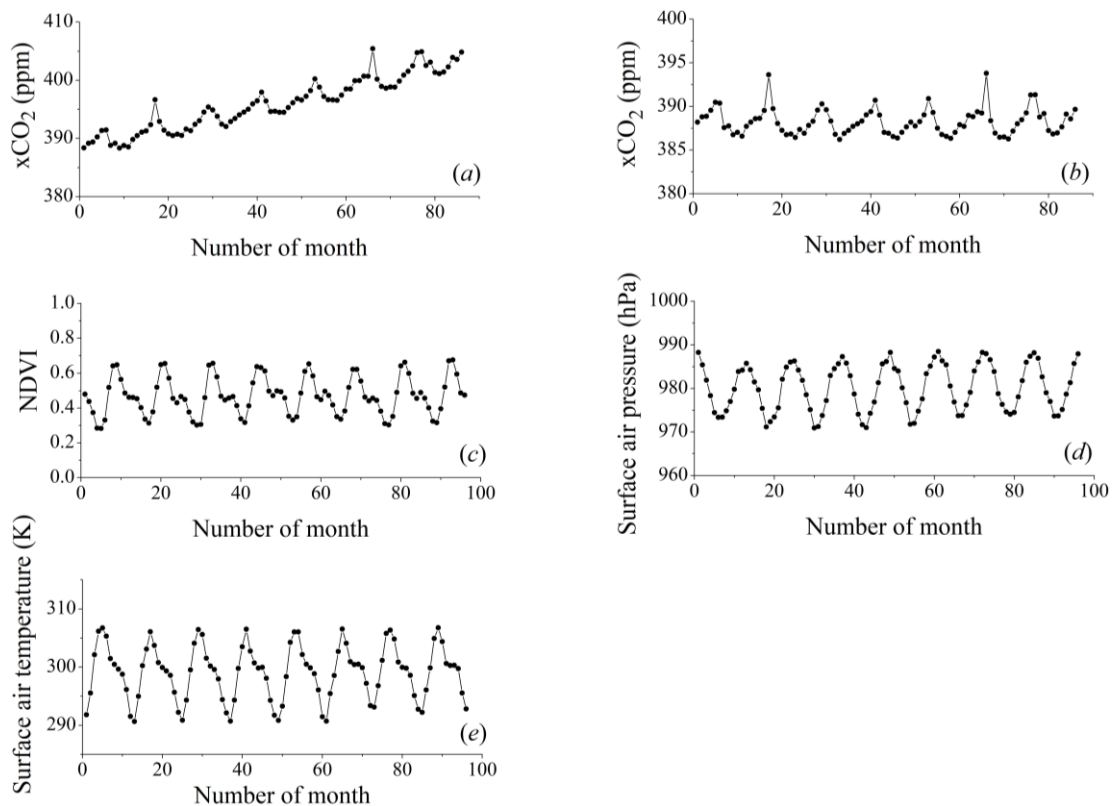 410
400
390
380
xCO₂ (ppm)
(a)
0 20 40 60 80
Number of month
400
395
390
385
380
xCO₂ (ppm)
(b)
0 20 40 60 80
Number of month
1.0
0.8
0.6
0.4
0.2
0.0
NDVI
(c)
0 20 40 60 80 100
Number of month
1000
990
980
970
960
Surface air pressure (hPa)
(d)
0 20 40 60 80 100
Number of month
310
300
290
Surface air temperature (K)
(e)
0 20 40 60 80 100
Number of month